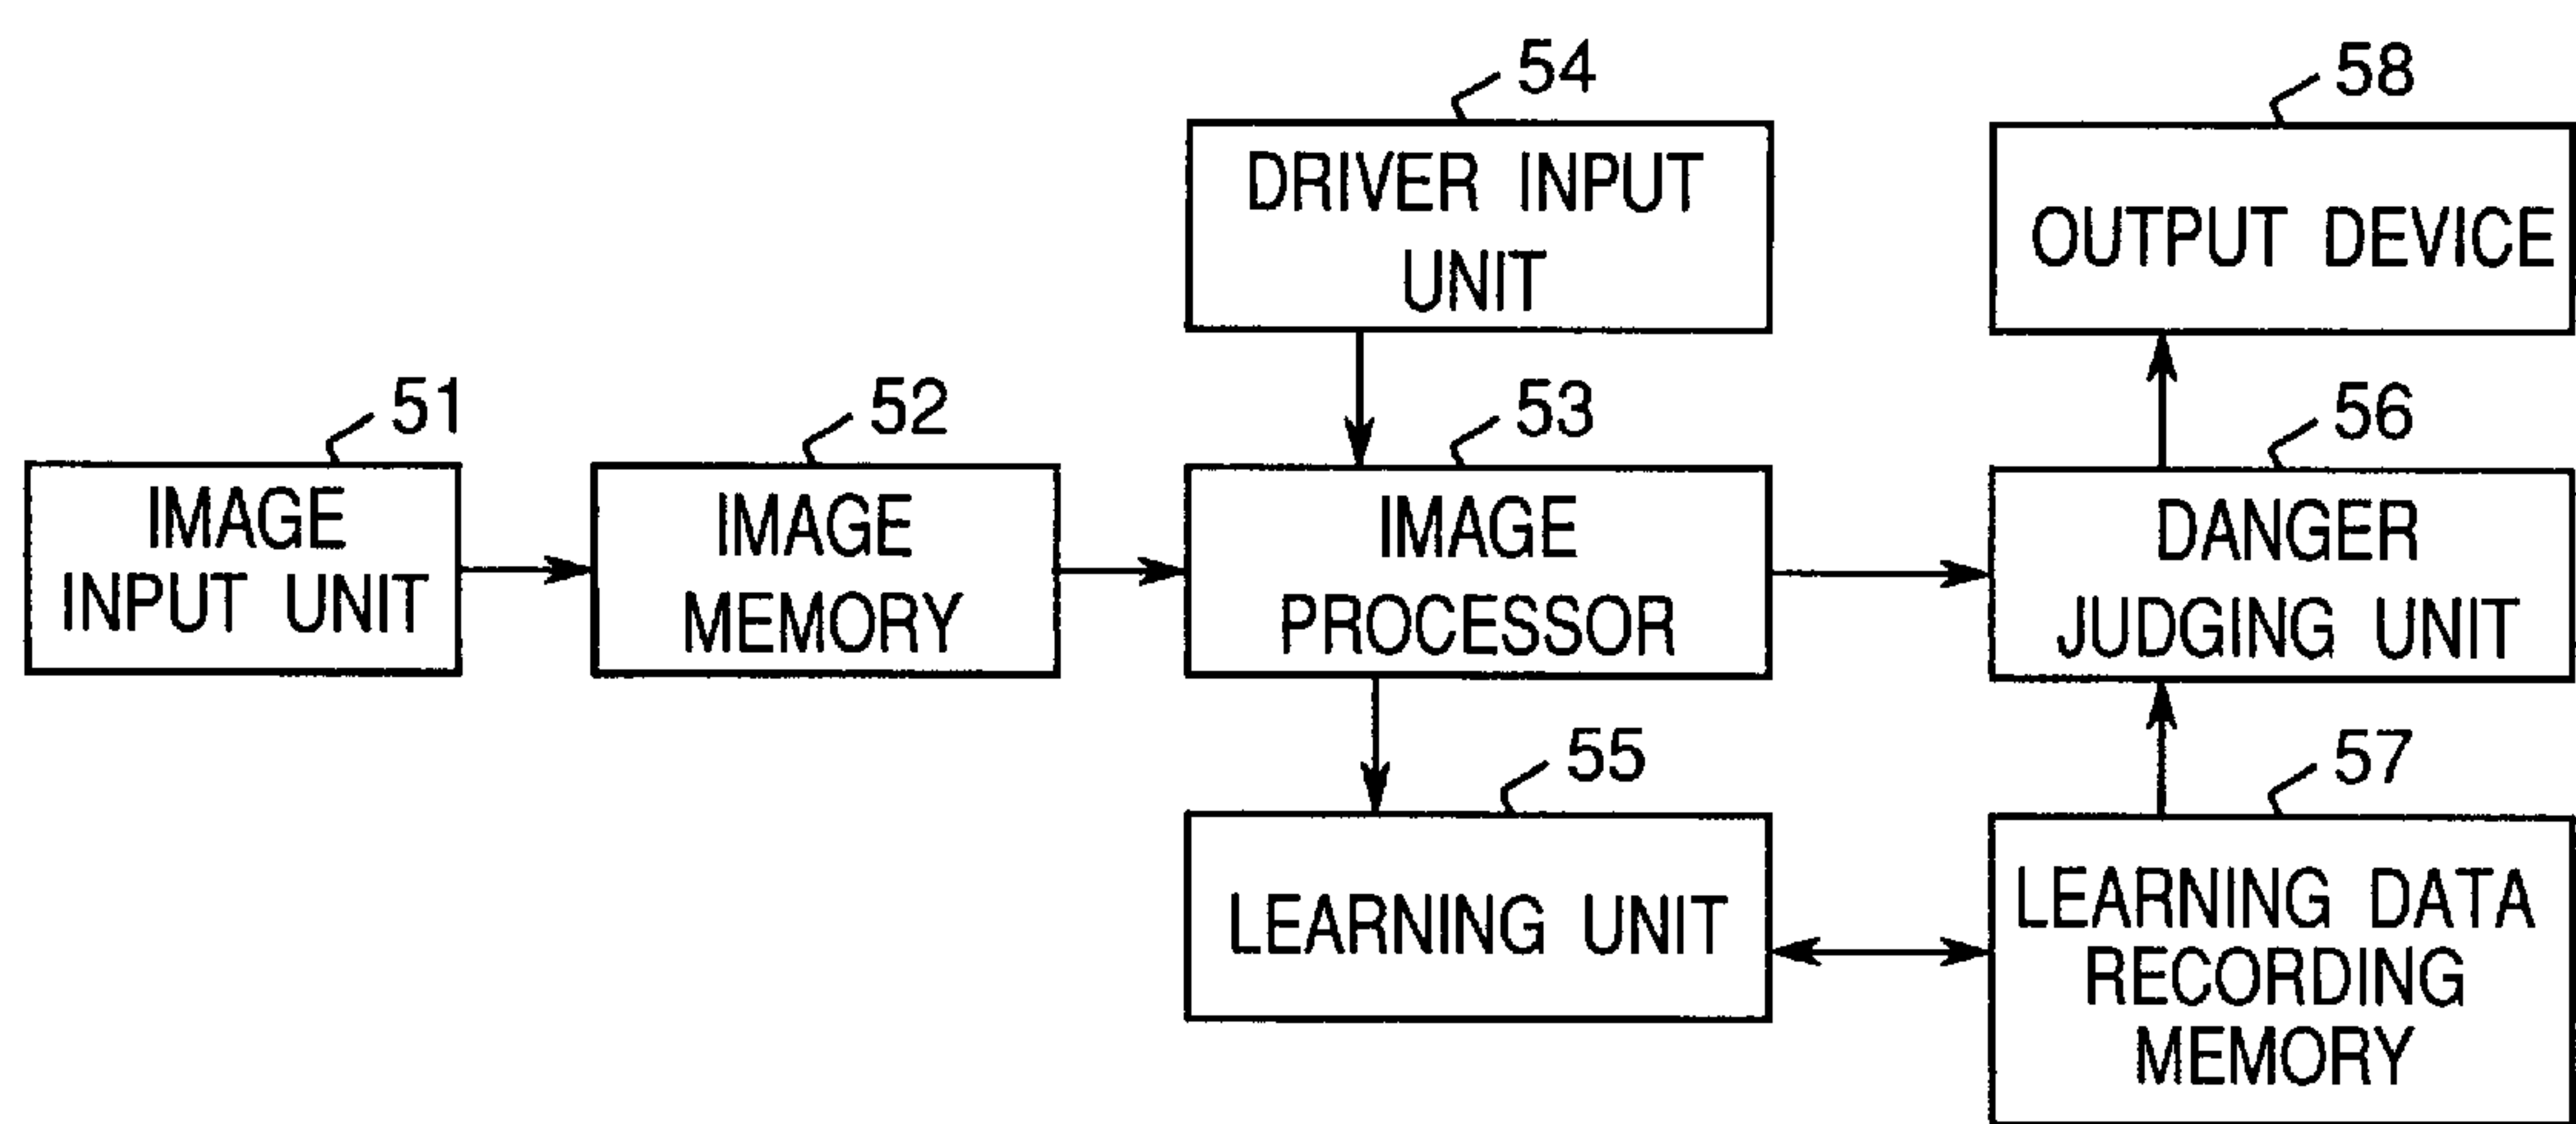 54
DRIVER INPUT
UNIT
58
OUTPUT DEVICE
51
IMAGE
INPUT UNIT
52
IMAGE
MEMORY
53
IMAGE
PROCESSOR
56
DANGER
JUDGING UNIT
55
LEARNING UNIT
57
LEARNING DATA
RECORDING
MEMORY